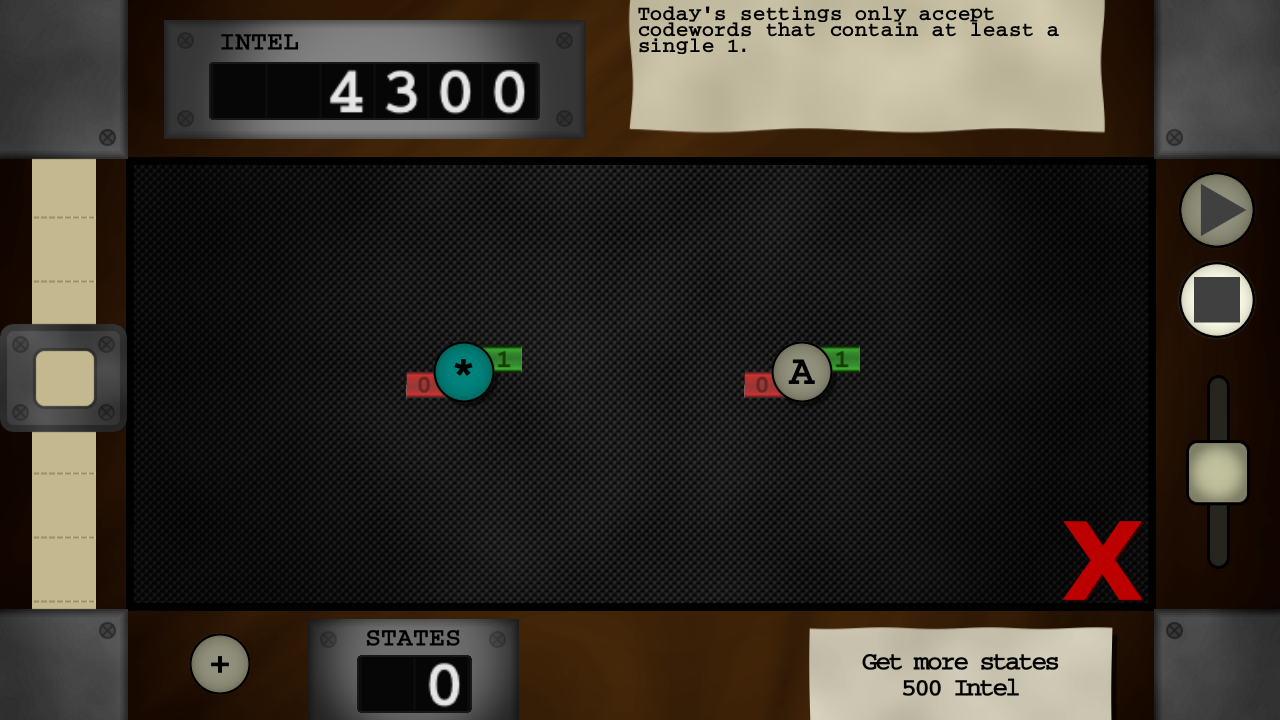 INTEL
4300
Today's settings only accept
codewords that contain at least a
single 1.
0 * 1
0 A 1
X
+
STATES
0
Get more states
500 Intel